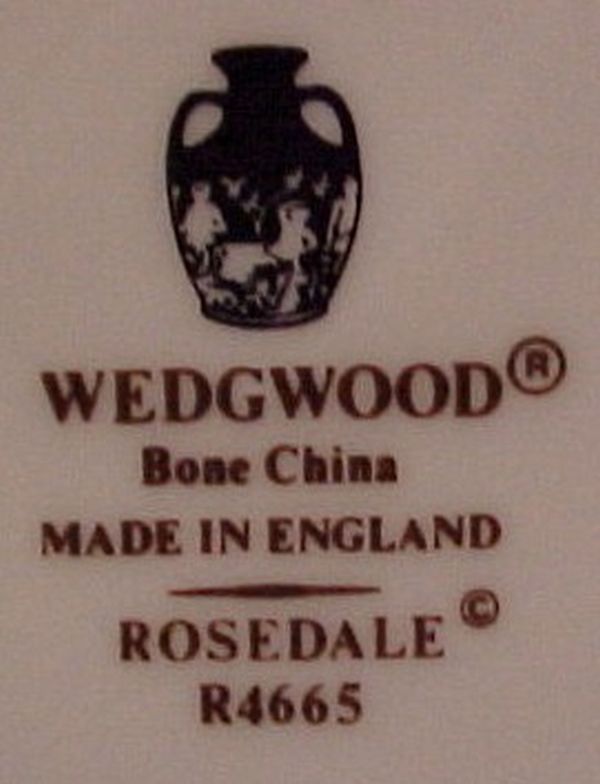 WEDGWOOD®
Bone China
MADE IN ENGLAND
ROSEDALE©
R4665